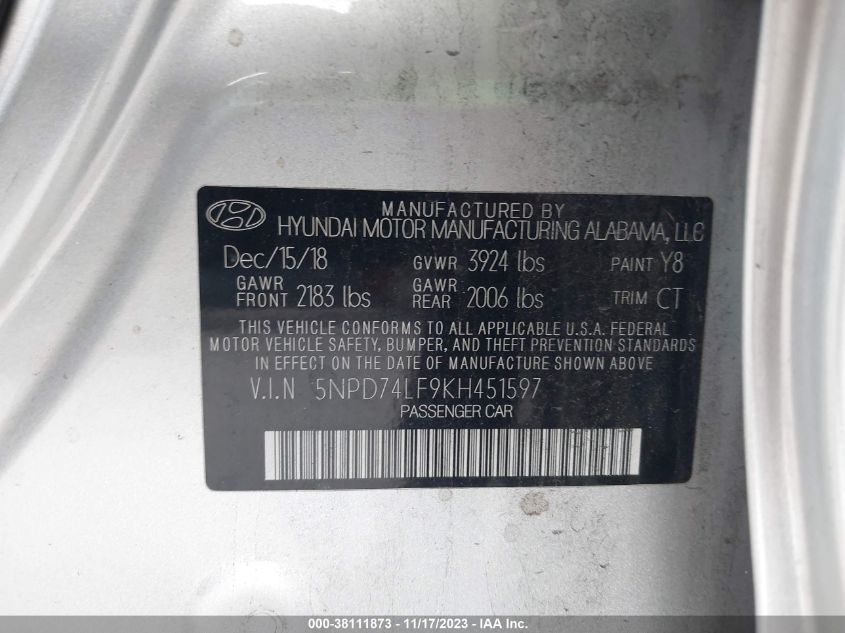 MANUFACTURED BY
HYUNDAI MOTOR MANUFACTURING ALABAMA, LLC
Dec/15/18 GVWR 3924 lbs PAINT Y8
GAWR FRONT 2183 lbs GAWR REAR 2006 lbs TRIM CT
THIS VEHICLE CONFORMS TO ALL APPLICABLE U.S.A. FEDERAL
MOTOR VEHICLE SAFETY, BUMPER, AND THEFT PREVENTION STANDARDS
IN EFFECT ON THE DATE OF MANUFACTURE SHOWN ABOVE
V.I.N 5NPD74LF9KH451597
PASSENGER CAR
000-38111873 - 11/17/2023 - IAA Inc.